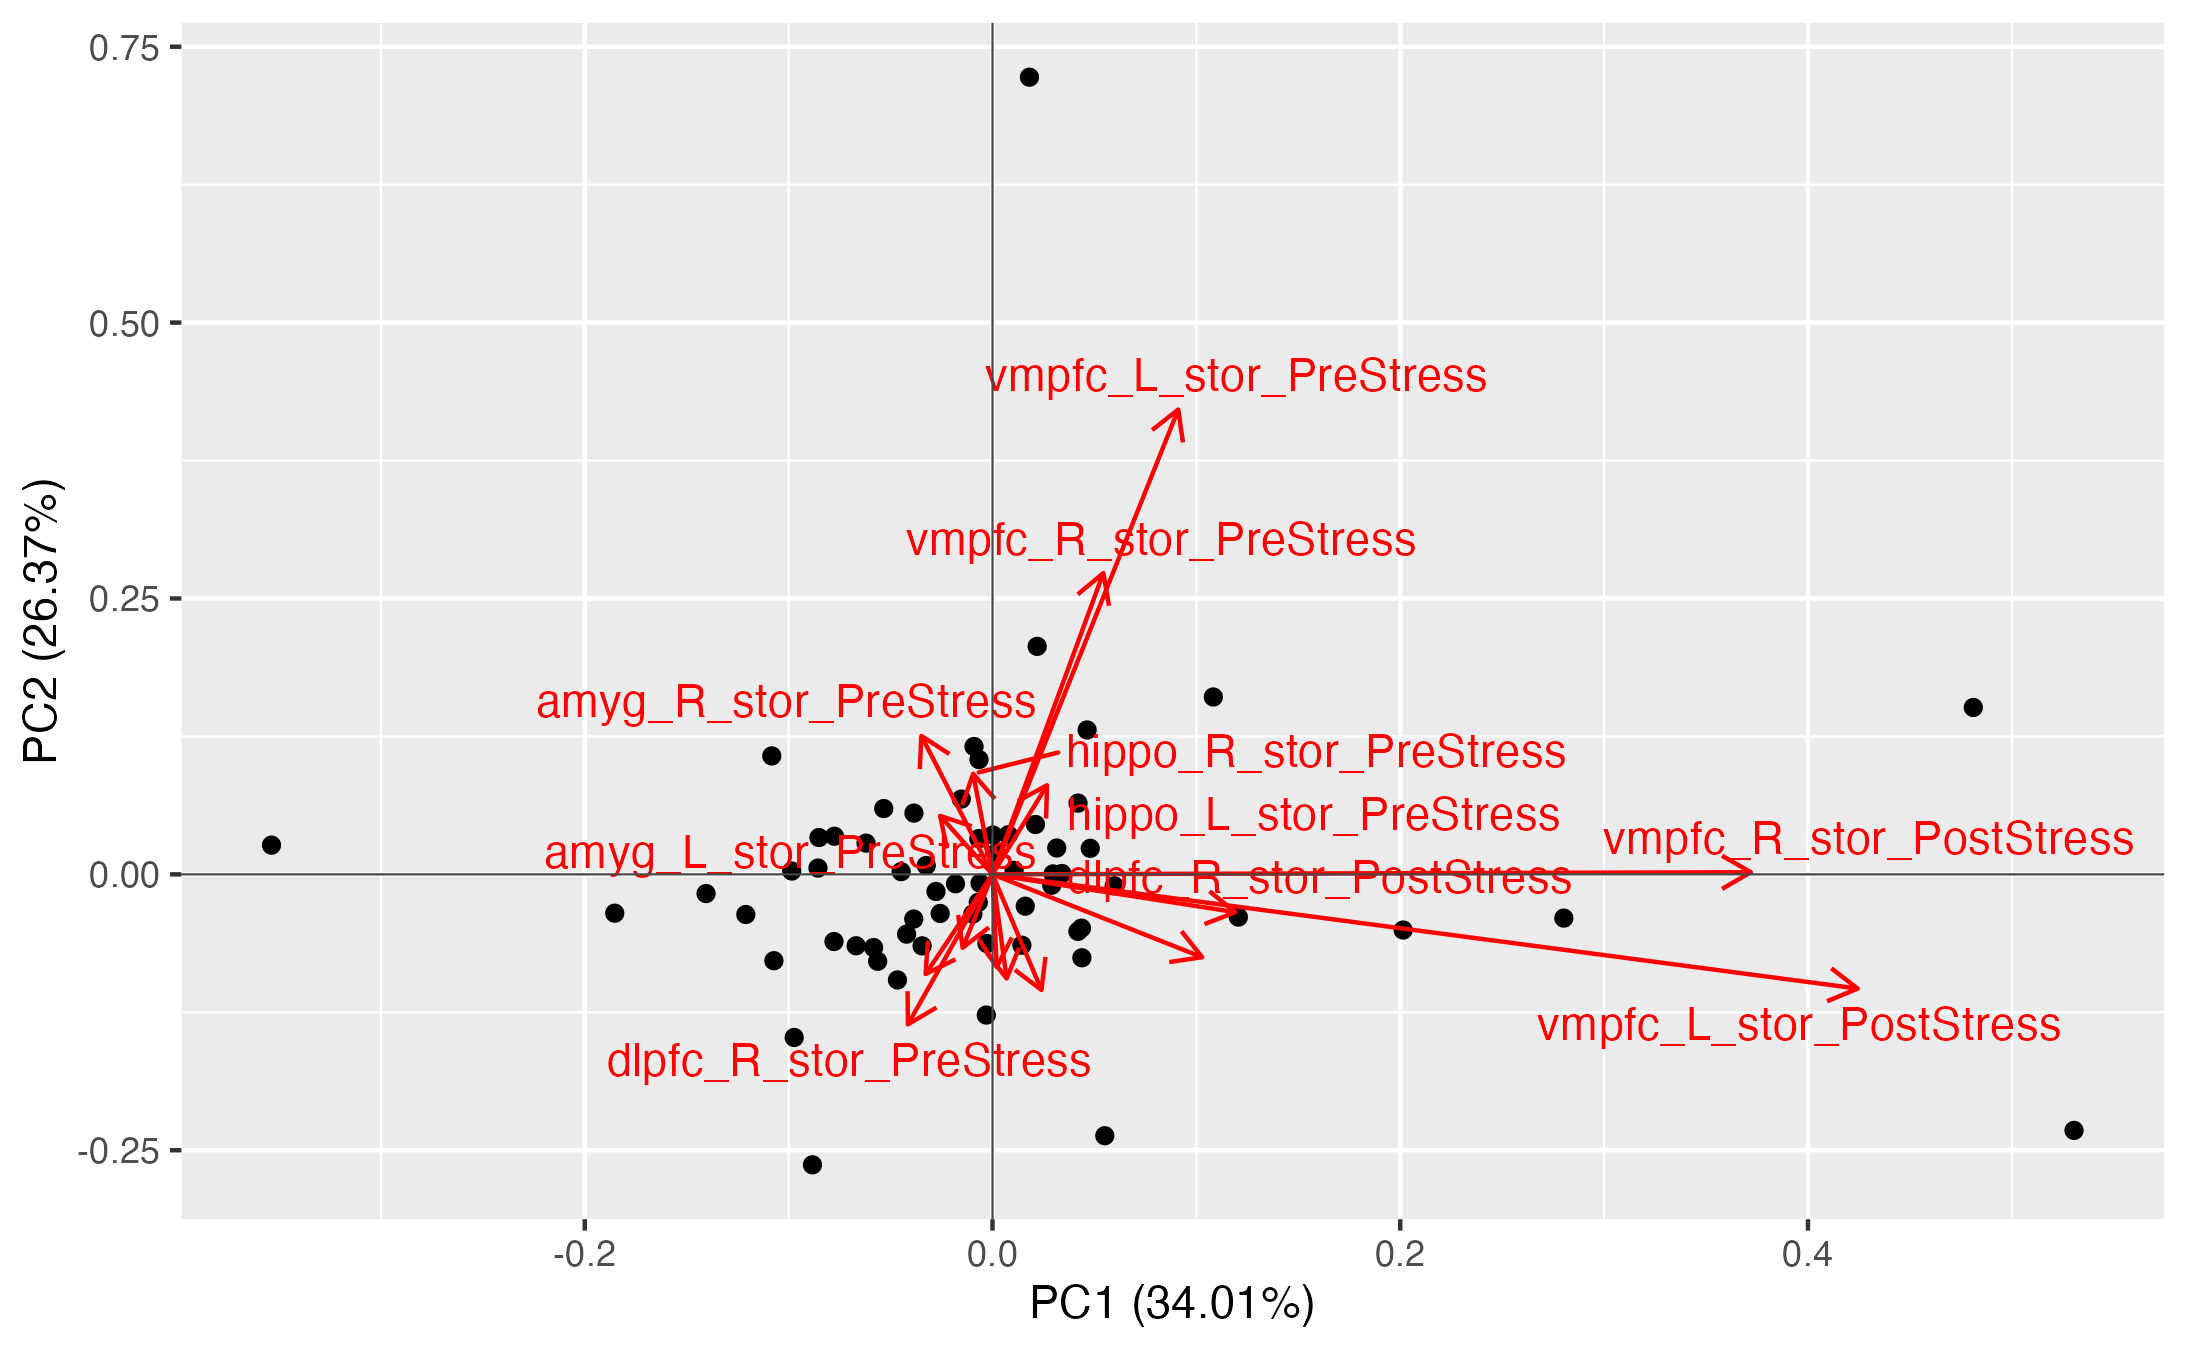 0.75
vmpfc_L_stor_PreStress
0.50
vmpfc_R_stor_PreStress
0.25
amyg_R_stor_PreStress
hippo_R_stor_PreStress
hippo_L_stor_PreStress
vmpfc_R_stor_PostStress
amyg_L_stor_PreStress
0.00
dlpfc_R_stor_PostStress
vmpfc_L_stor_PostStress
dlpfc_R_stor_PreStress
-0.25
PC2 (26.37%)
-0.2 0.0 0.2 0.4
PC1 (34.01%)